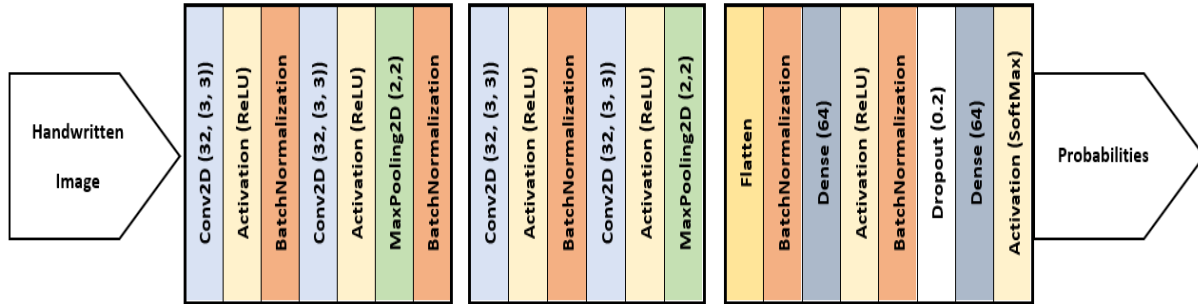 Handwritten
Image
Conv2D (32, (3, 3))
Activation (ReLU)
BatchNormalization
Conv2D (32, (3, 3))
Activation (ReLU)
MaxPooling2D (2,2)
BatchNormalization
Conv2D (32, (3, 3))
Activation (ReLU)
BatchNormalization
Conv2D (32, (3, 3))
Activation (ReLU)
MaxPooling2D (2,2)
Flatten
BatchNormalization
Dense (64)
Activation (ReLU)
BatchNormalization
Dropout (0.2)
Dense (64)
Activation (SoftMax)
Probabilities